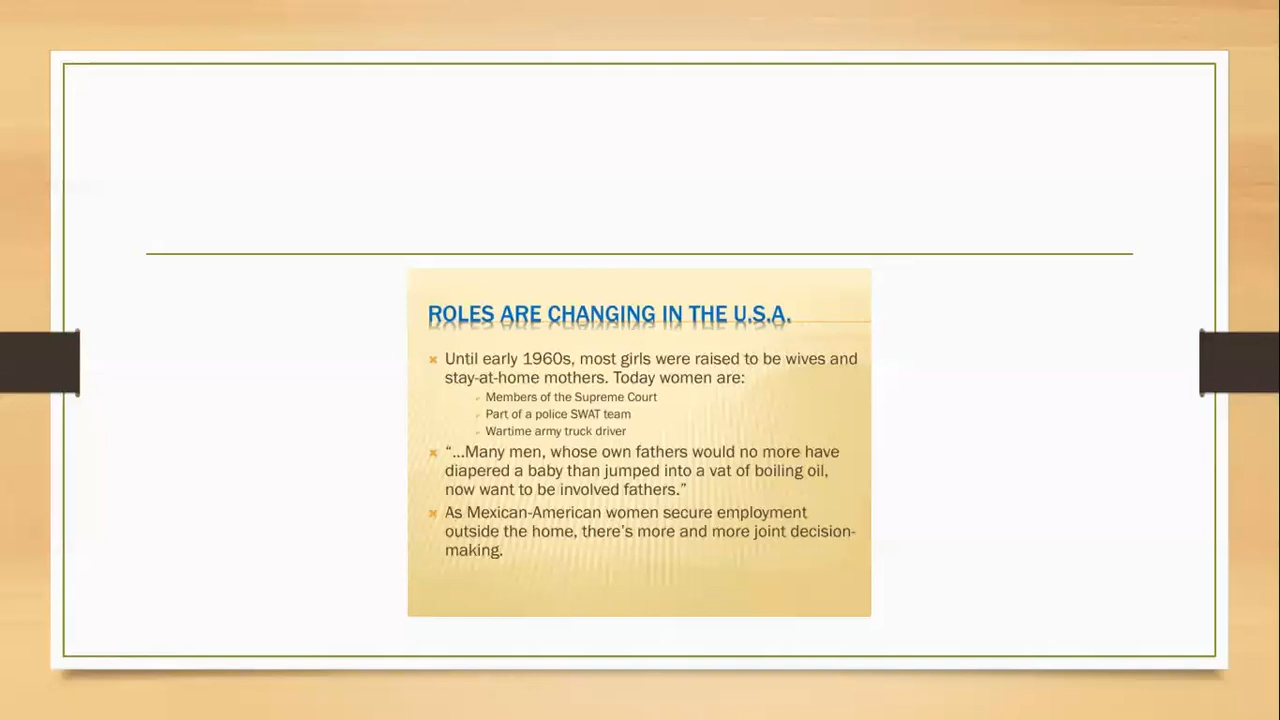 ROLES ARE CHANGING IN THE U.S.A.
Until early 1960s, most girls were raised to be wives and
stay-at-home mothers. Today women are:
Members of the Supreme Court
Part of a police SWAT team
Wartime army truck driver
“…Many men, whose own fathers would no more have
diapered a baby than jumped into a vat of boiling oil,
now want to be involved fathers.”
As Mexican-American women secure employment
outside the home, there’s more and more joint decision-
making.